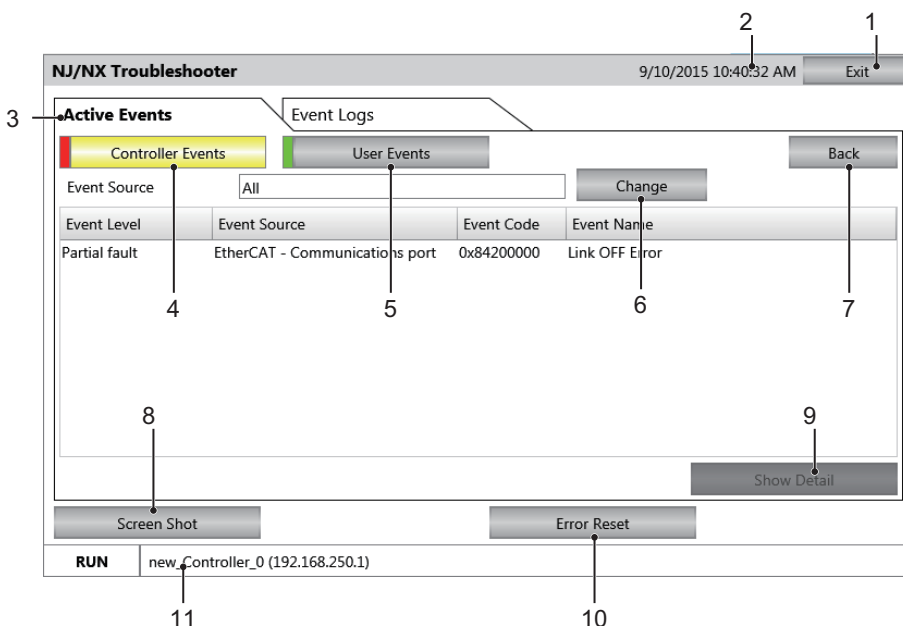 2 1
NJ/NX Troubleshooter 9/10/2015 10:40:32 AM Exit
3 Active Events Event Logs
Controller Events User Events Back
Event Source All Change
Event Level Event Source Event Code Event Name
Partial fault EtherCAT - Communications port 0x84200000 Link OFF Error
4 5 6 7
8 9
Show Detail
Screen Shot Error Reset
RUN new_Controller_0 (192.168.250.1)
11 10